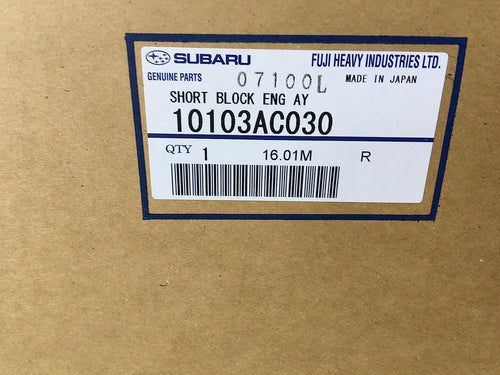 SUBARU FUJI HEAVY INDUSTRIES LTD.
GENUINE PARTS 07100L MADE IN JAPAN
SHORT BLOCK ENG AY
10103AC030
QTY 1 16.01M R